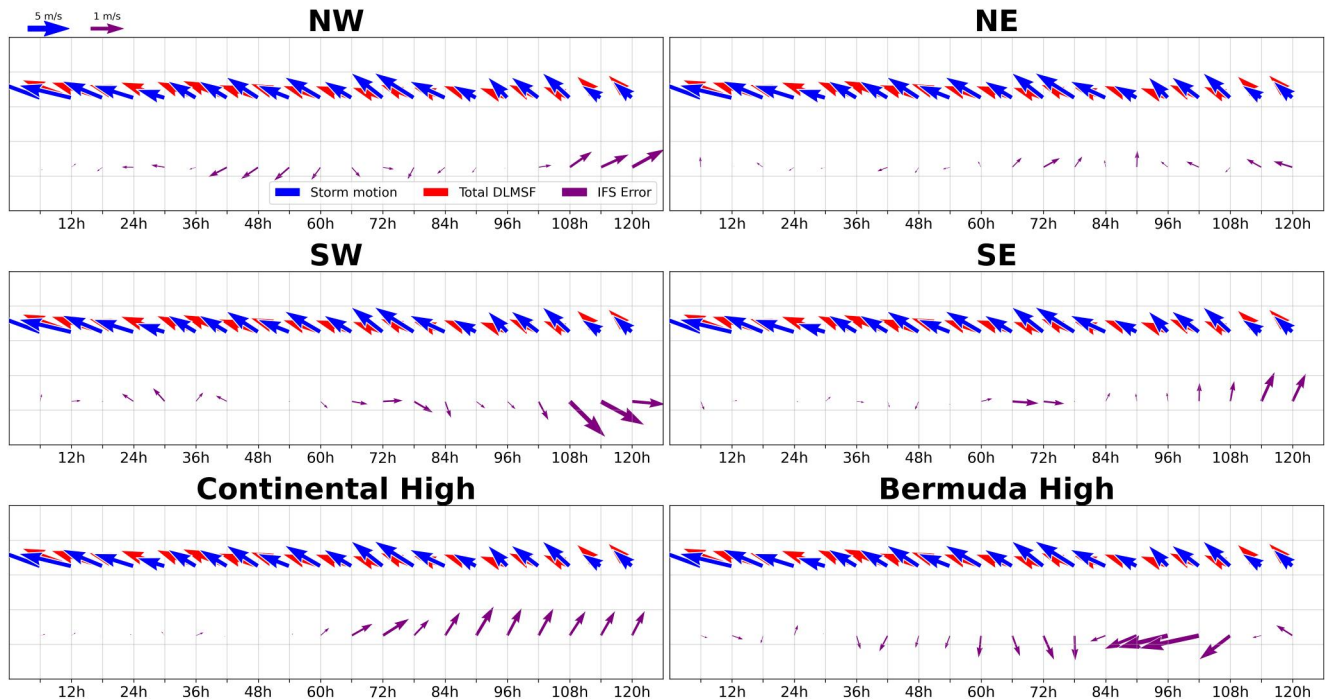 5 m/s 1 m/s
NW
NE
Storm motion Total DLMSF IFS Error
12h 24h 36h 48h 60h 72h 84h 96h 108h 120h
12h 24h 36h 48h 60h 72h 84h 96h 108h 120h
SW
SE
12h 24h 36h 48h 60h 72h 84h 96h 108h 120h
12h 24h 36h 48h 60h 72h 84h 96h 108h 120h
Continental High
Bermuda High
12h 24h 36h 48h 60h 72h 84h 96h 108h 120h
12h 24h 36h 48h 60h 72h 84h 96h 108h 120h